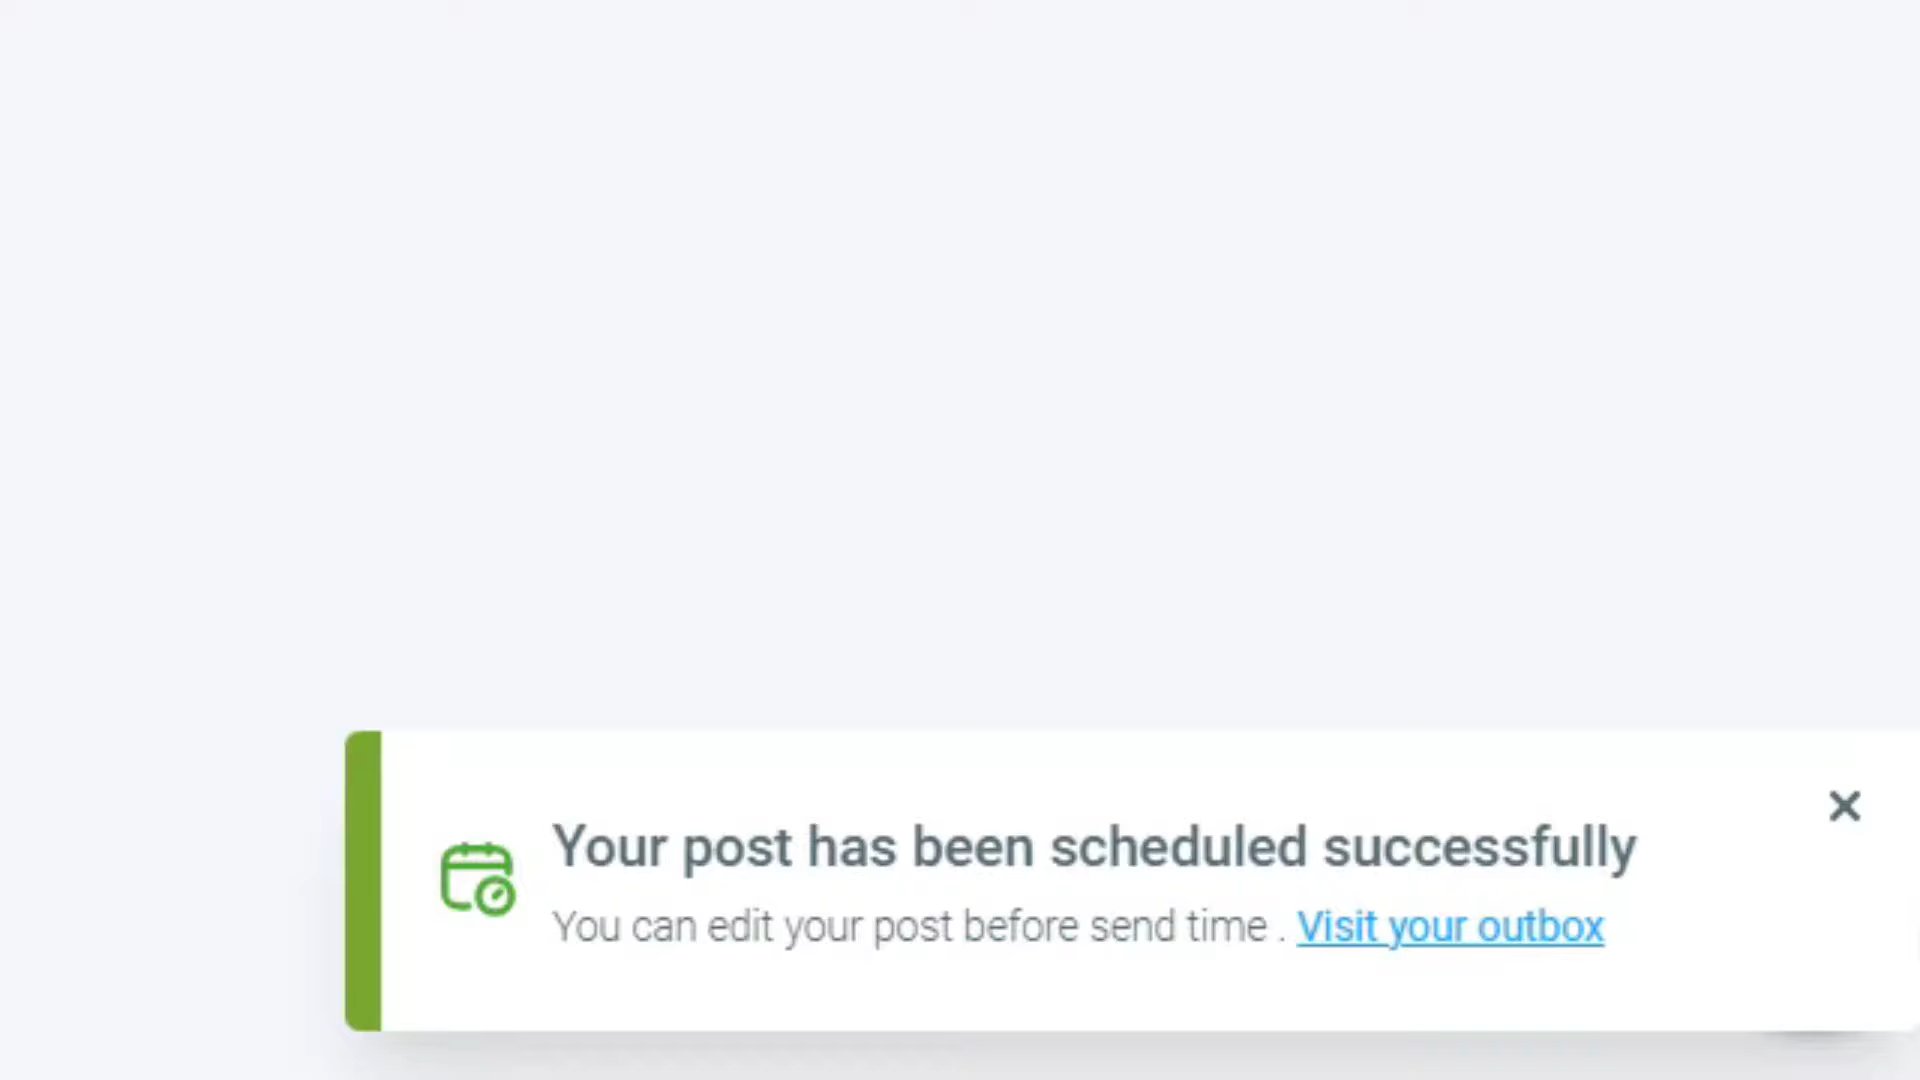 Your post has been scheduled successfully
You can edit your post before send time . Visit your outbox